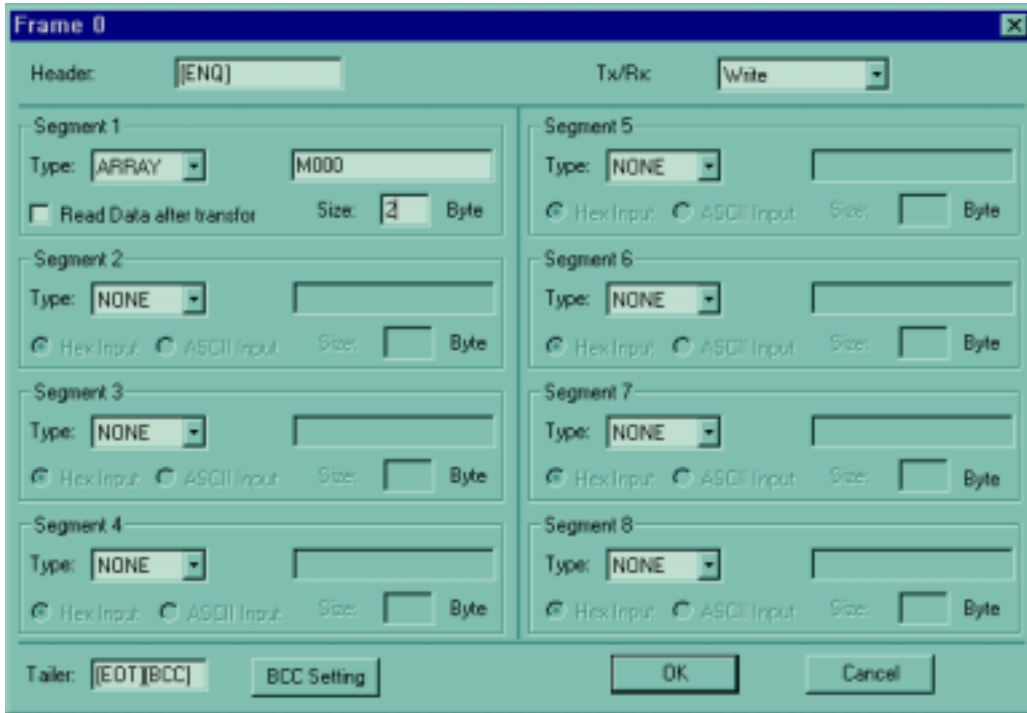 Frame 0
Header: [ENQ] Tx/Rx: Write
Segment 1
Type: ARRAY M000
Read Data after transfor Size: 2 Byte
Segment 2
Type: NONE
Hex Input ASCII Input Size: Byte
Segment 3
Type: NONE
Hex Input ASCII Input Size: Byte
Segment 4
Type: NONE
Hex Input ASCII Input Size: Byte
Segment 5
Type: NONE
Hex Input ASCII Input Size: Byte
Segment 6
Type: NONE
Hex Input ASCII Input Size: Byte
Segment 7
Type: NONE
Hex Input ASCII Input Size: Byte
Segment 8
Type: NONE
Hex Input ASCII Input Size: Byte
Tailer: [EOT][BCC] BCC Setting OK Cancel